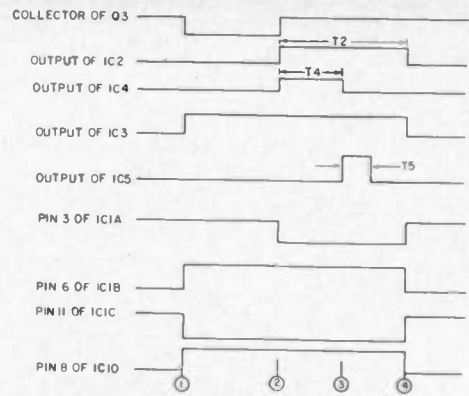 COLLECTOR OF Q3
T2
OUTPUT OF IC2
T4
OUTPUT OF IC4
OUTPUT OF IC3
T5
OUTPUT OF IC5
PIN 3 OF IC1A
PIN 6 OF IC1B
PIN 11 OF IC1C
PIN 8 OF IC1D
1 2 3 4